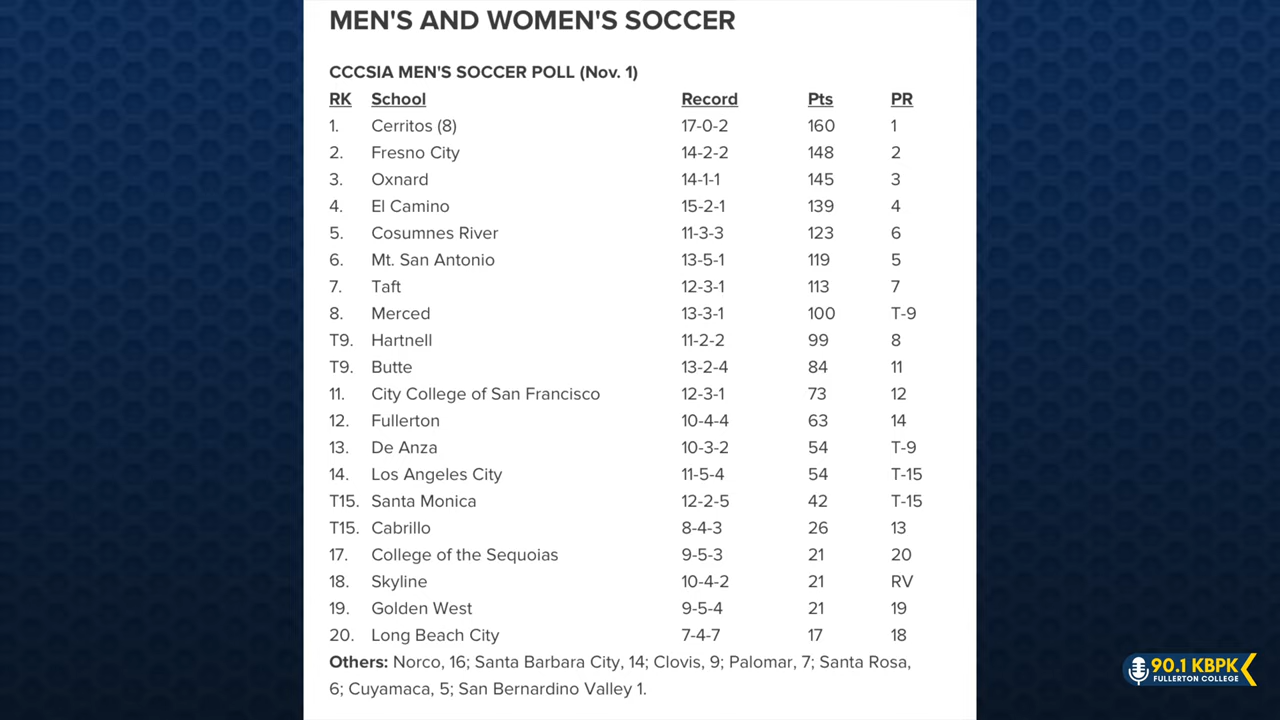 MEN'S AND WOMEN'S SOCCER
CCCSIA MEN'S SOCCER POLL (Nov. 1)
RK School Record Pts PR
1. Cerritos (8) 17-0-2 160 1
2. Fresno City 14-2-2 148 2
3. Oxnard 14-1-1 145 3
4. El Camino 15-2-1 139 4
5. Cosumnes River 11-3-3 123 6
6. Mt. San Antonio 13-5-1 119 5
7. Taft 12-3-1 113 7
8. Merced 13-3-1 100 T-9
T9. Hartnell 11-2-2 99 8
T9. Butte 13-2-4 84 11
11. City College of San Francisco 12-3-1 73 12
12. Fullerton 10-4-4 63 14
13. De Anza 10-3-2 54 T-9
14. Los Angeles City 11-5-4 54 T-15
T15. Santa Monica 12-2-5 42 T-15
T15. Cabrillo 8-4-3 26 13
17. College of the Sequoias 9-5-3 21 20
18. Skyline 10-4-2 21 RV
19. Golden West 9-5-4 21 19
20. Long Beach City 7-4-7 17 18
Others: Norco, 16; Santa Barbara City, 14; Clovis, 9; Palomar, 7; Santa Rosa,
6; Cuyamaca, 5; San Bernardino Valley 1.
90.1 KBPK
FULLERTON COLLEGE